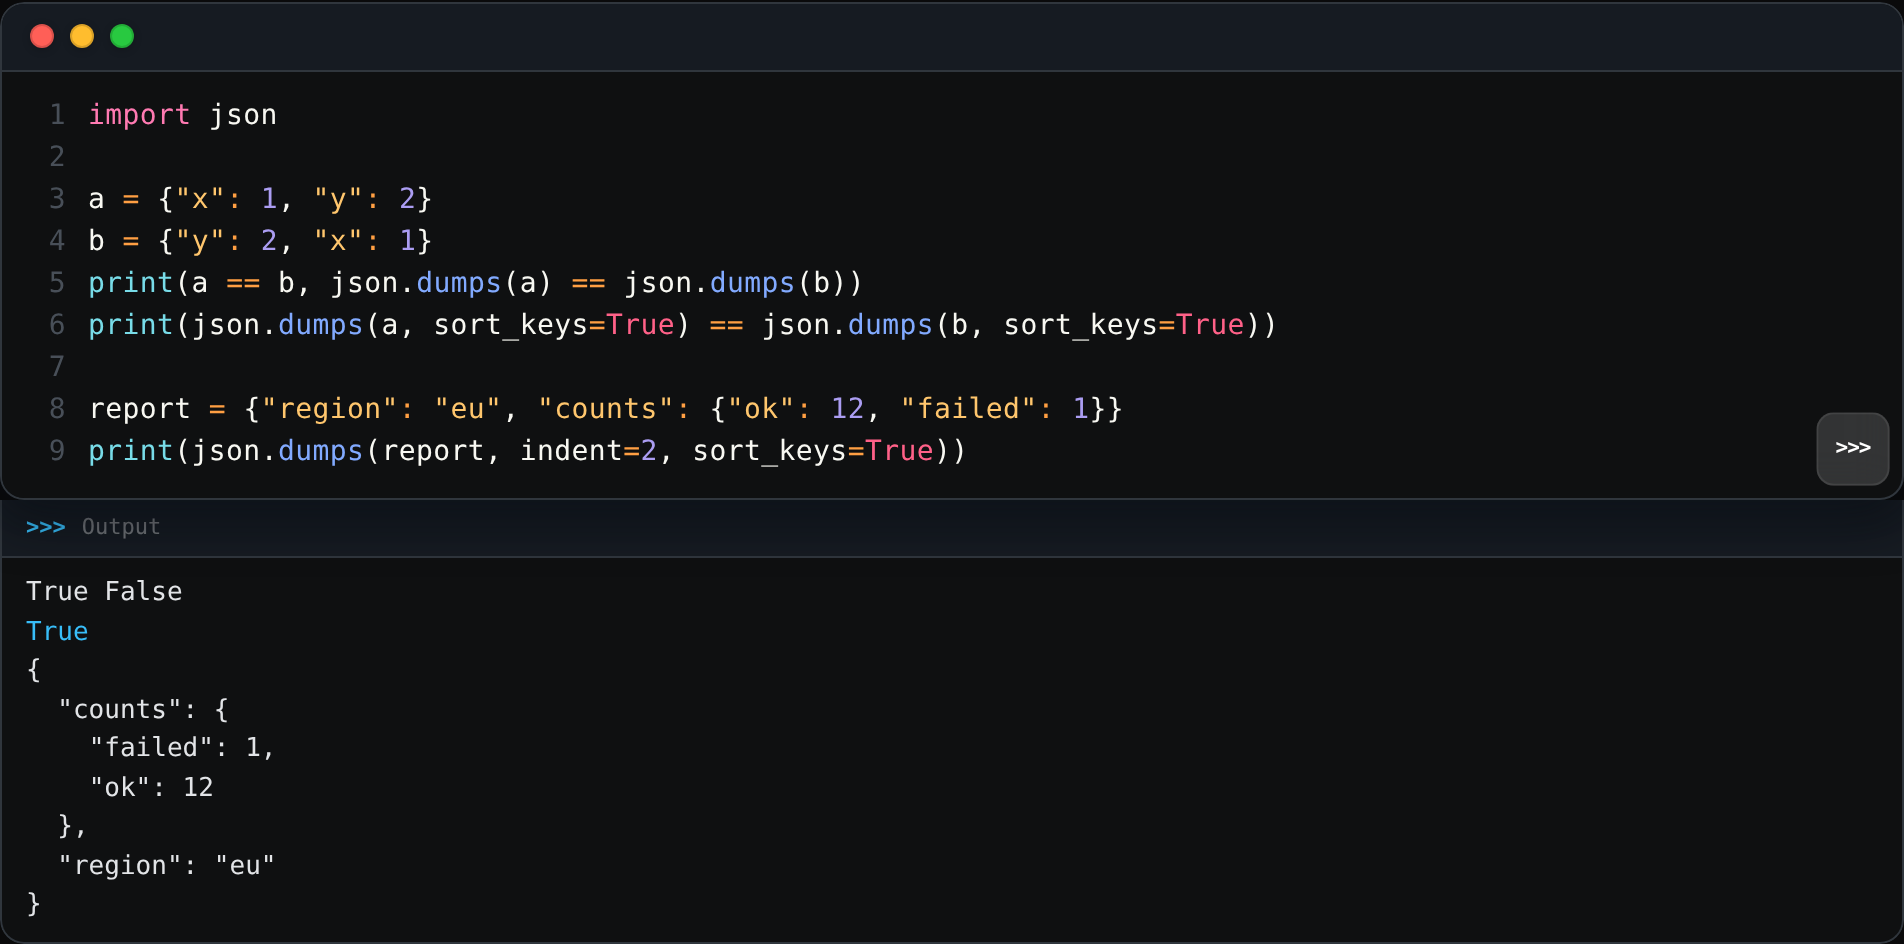 1 import json
2
3 a = {"x": 1, "y": 2}
4 b = {"y": 2, "x": 1}
5 print(a == b, json.dumps(a) == json.dumps(b))
6 print(json.dumps(a, sort_keys=True) == json.dumps(b, sort_keys=True))
7
8 report = {"region": "eu", "counts": {"ok": 12, "failed": 1}}
9 print(json.dumps(report, indent=2, sort_keys=True))
>>>
>>> Output
True False
True
{
  "counts": {
    "failed": 1,
    "ok": 12
  },
  "region": "eu"
}